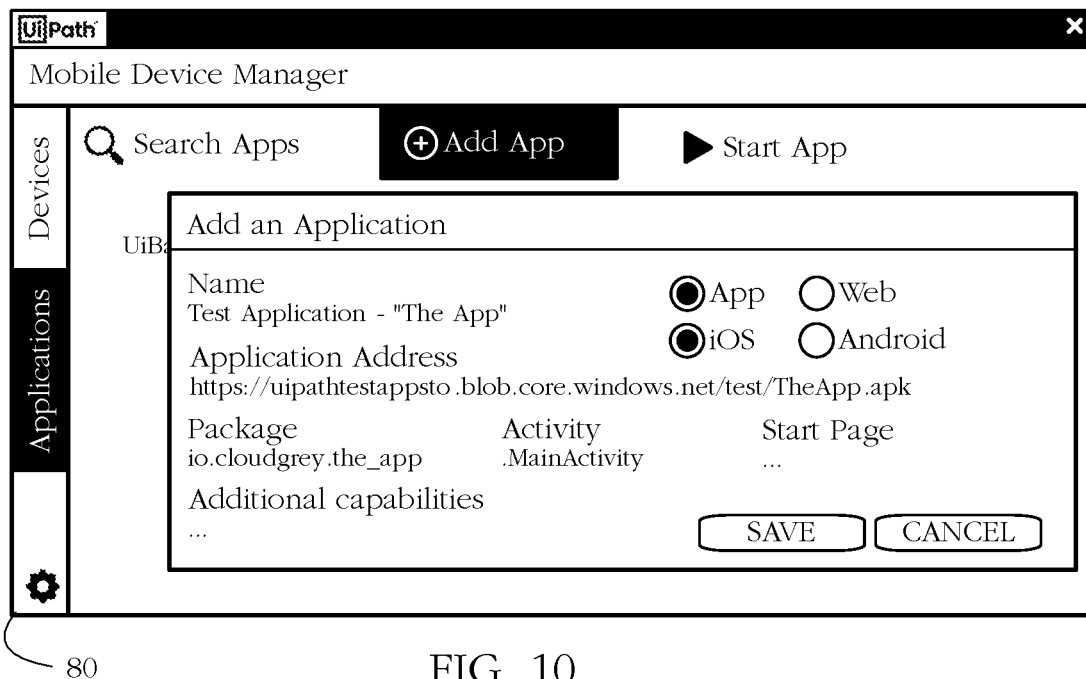 UiPath
Mobile Device Manager
Devices
Applications
Search Apps
Add App
Start App
UiBa
Add an Application
Name
Test Application - "The App"
App Web
iOS Android
Application Address
https://uipathtestappsto.blob.core.windows.net/test/TheApp.apk
Package Activity Start Page
io.cloudgrey.the_app .MainActivity ...
Additional capabilities
...
SAVE CANCEL
80
FIG. 10